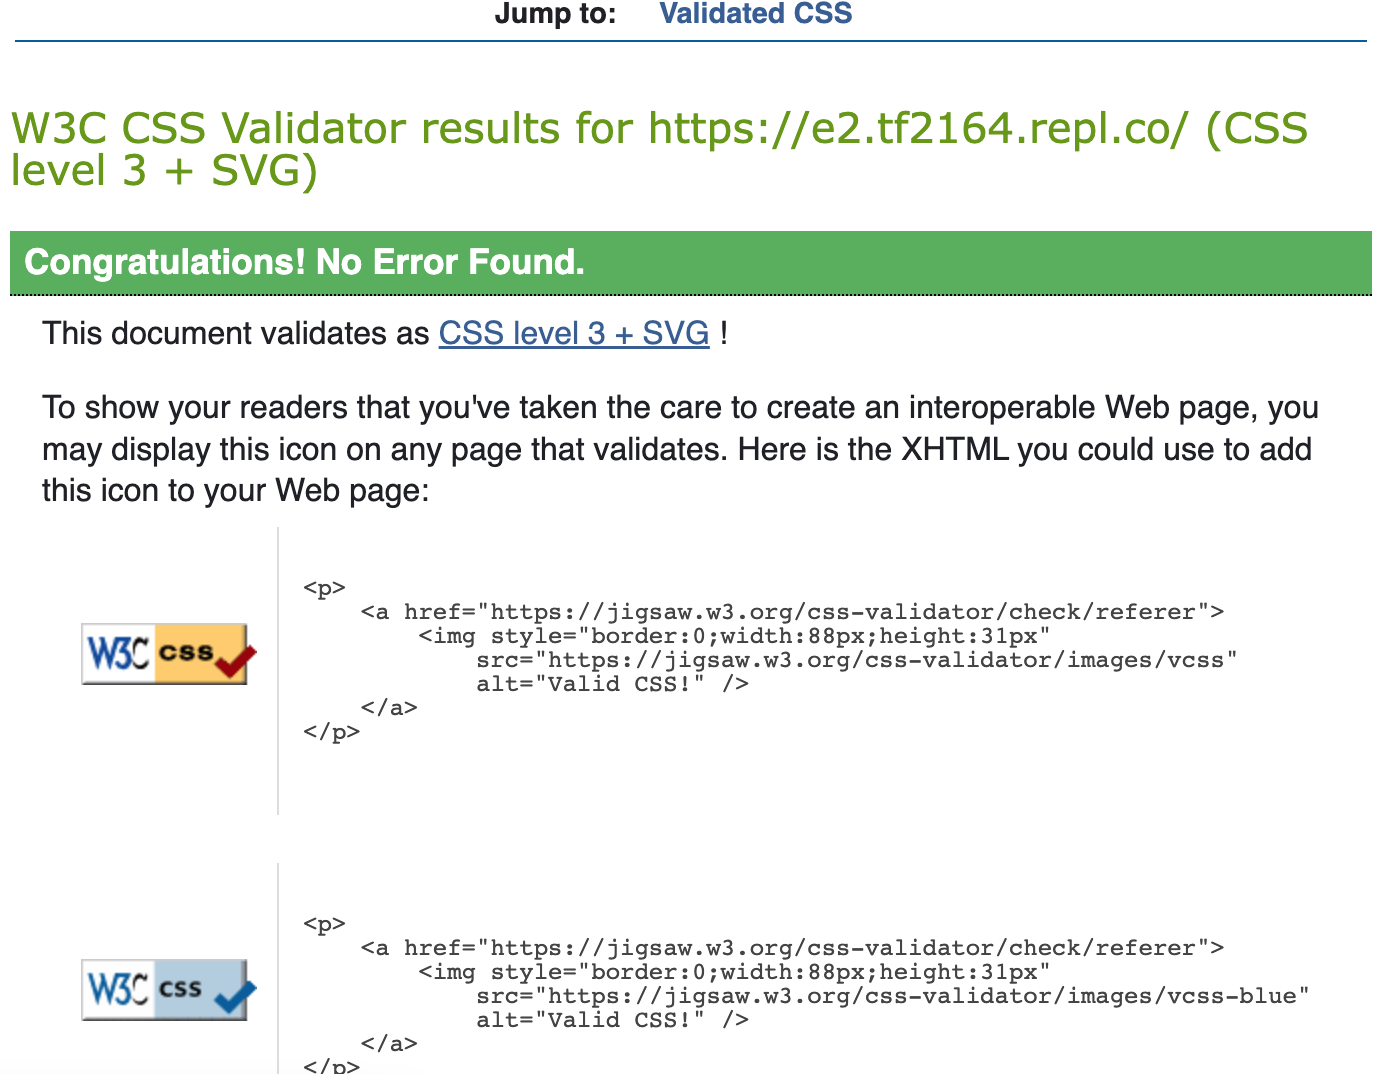 Jump to: Validated CSS
W3C CSS Validator results for https://e2.tf2164.repl.co/ (CSS
level 3 + SVG)
Congratulations! No Error Found.
This document validates as CSS level 3 + SVG !
To show your readers that you've taken the care to create an interoperable Web page, you
may display this icon on any page that validates. Here is the XHTML you could use to add
this icon to your Web page:
<p>
<a href="https://jigsaw.w3.org/css-validator/check/referer">
<img style="border:0;width:88px;height:31px"
W3C css
src="https://jigsaw.w3.org/css-validator/images/vcss"
alt="Valid CSS!" />
</a>
</p>
<p>
<a href="https://jigsaw.w3.org/css-validator/check/referer">
<img style="border:0;width:88px;height:31px"
W3C css
src="https://jigsaw.w3.org/css-validator/images/vcss-blue"
alt="Valid CSS!" />
</a>
</p>